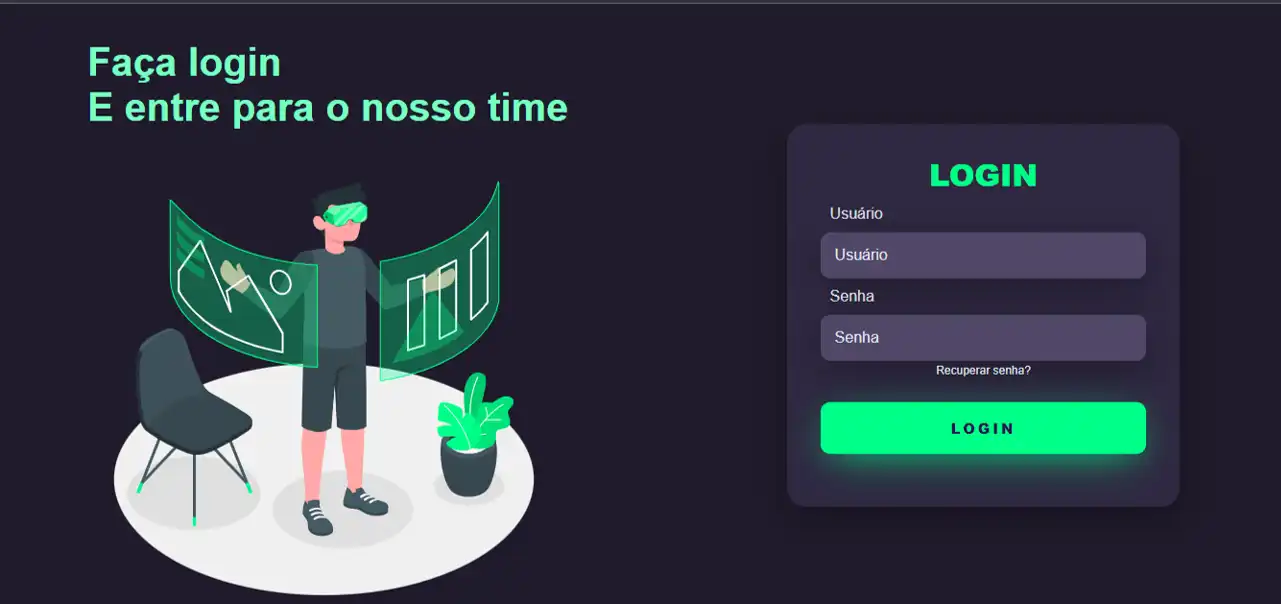 Faça login
E entre para o nosso time
LOGIN
Usuário
Usuário
Senha
Senha
Recuperar senha?
LOGIN